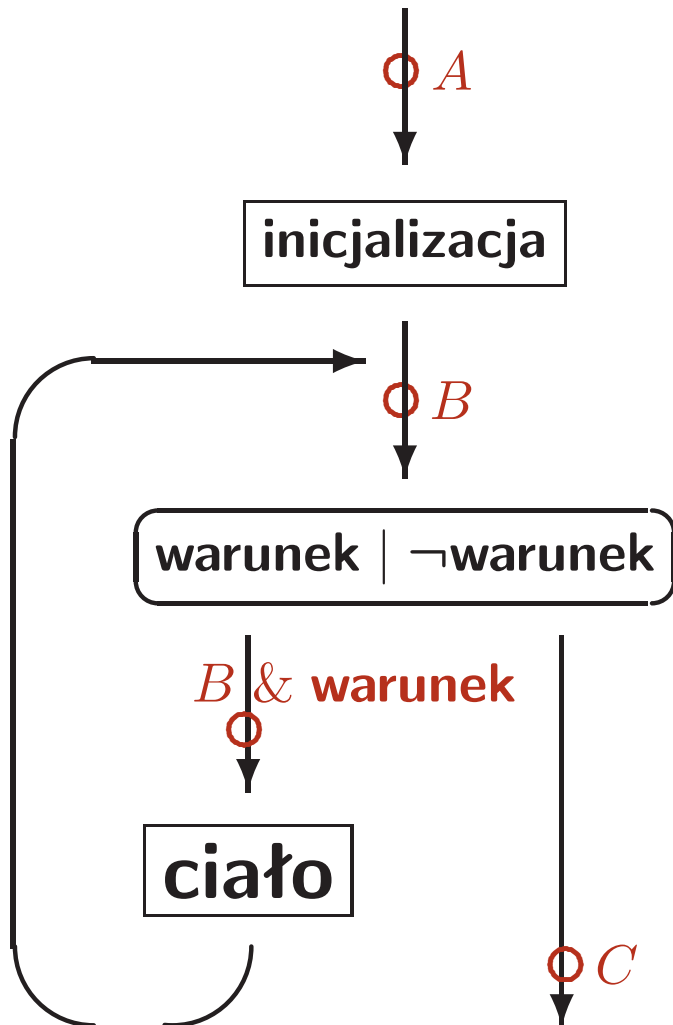 A
inicjalizacja
B
warunek | ¬warunek
B & warunek
ciało
C